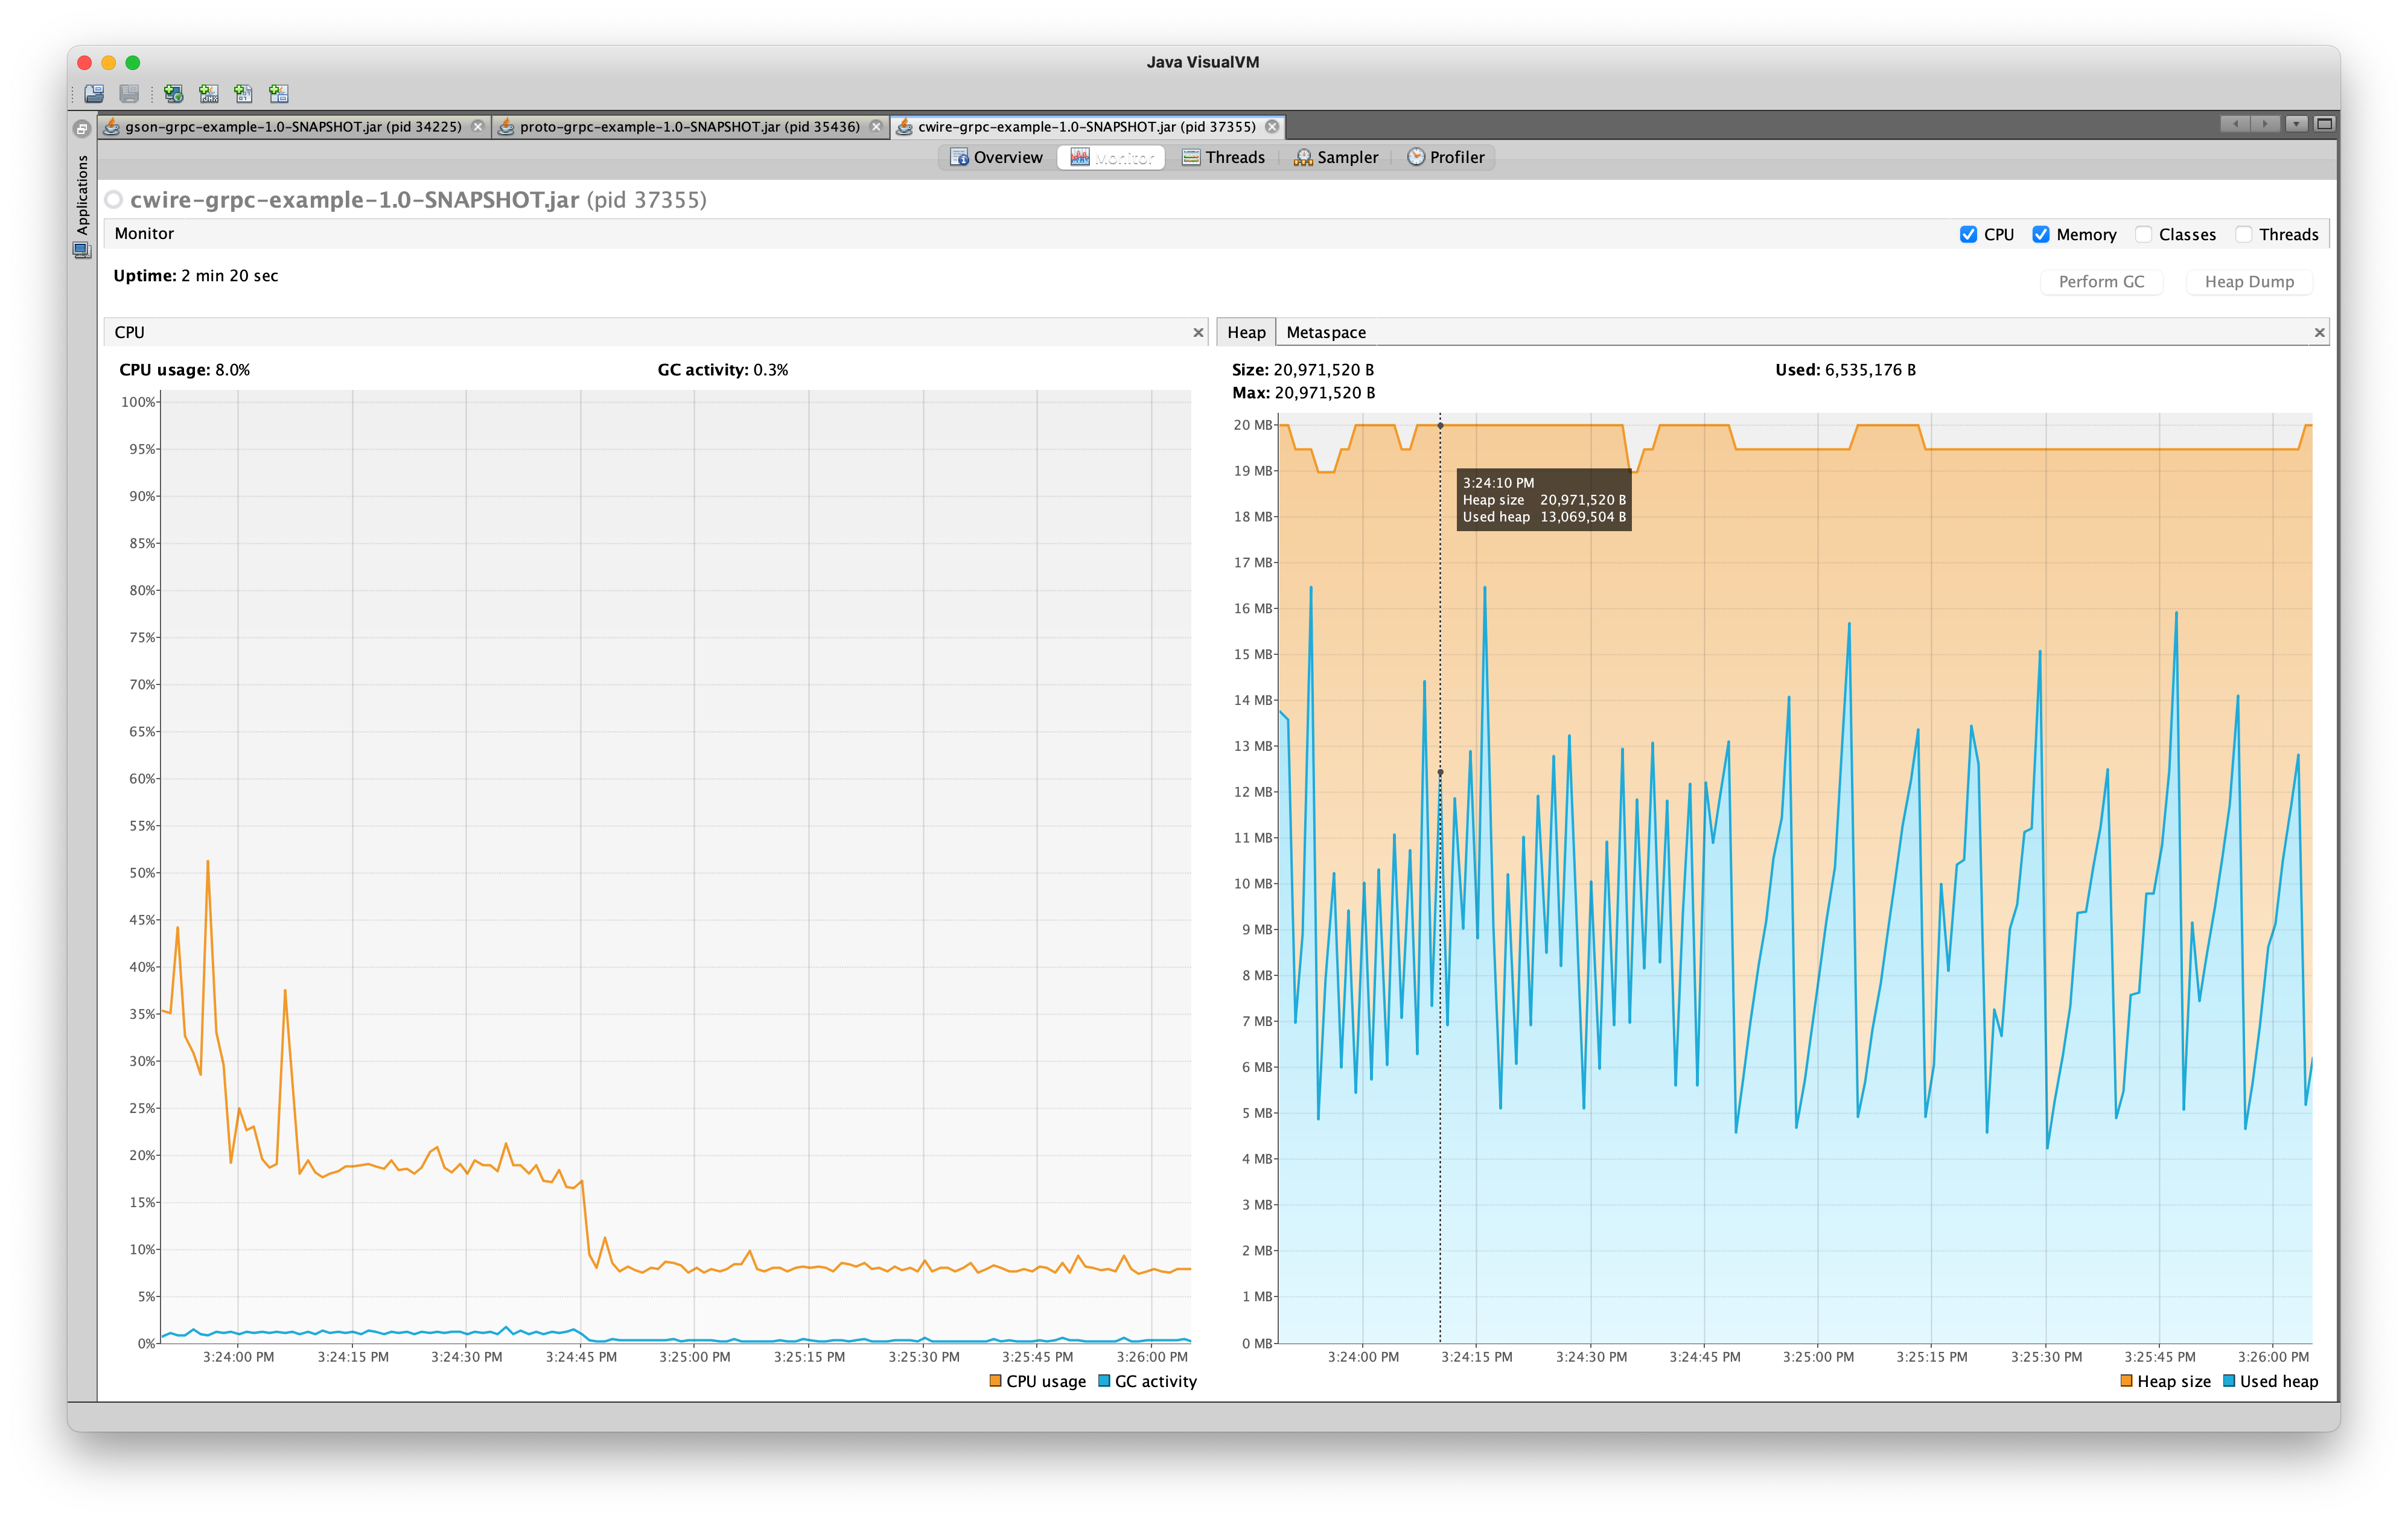 Java VisualVM
gson-grpc-example-1.0-SNAPSHOT.jar (pid 34225)
proto-grpc-example-1.0-SNAPSHOT.jar (pid 35436)
cwire-grpc-example-1.0-SNAPSHOT.jar (pid 37355)
Applications
Overview
Monitor
Threads
Sampler
Profiler
cwire-grpc-example-1.0-SNAPSHOT.jar (pid 37355)
Monitor
CPU
Memory
Classes
Threads
Uptime: 2 min 20 sec
Perform GC
Heap Dump
CPU
CPU usage: 8.0%
GC activity: 0.3%
100%
95%
90%
85%
80%
75%
70%
65%
60%
55%
50%
45%
40%
35%
30%
25%
20%
15%
10%
5%
0%
3:24:00 PM
3:24:15 PM
3:24:30 PM
3:24:45 PM
3:25:00 PM
3:25:15 PM
3:25:30 PM
3:25:45 PM
3:26:00 PM
CPU usage
GC activity
Heap
Metaspace
Size: 20,971,520 B
Used: 6,535,176 B
Max: 20,971,520 B
20 MB
19 MB
18 MB
17 MB
16 MB
15 MB
14 MB
13 MB
12 MB
11 MB
10 MB
9 MB
8 MB
7 MB
6 MB
5 MB
4 MB
3 MB
2 MB
1 MB
0 MB
3:24:10 PM
Heap size 20,971,520 B
Used heap 13,069,504 B
3:24:00 PM
3:24:15 PM
3:24:30 PM
3:24:45 PM
3:25:00 PM
3:25:15 PM
3:25:30 PM
3:25:45 PM
3:26:00 PM
Heap size
Used heap